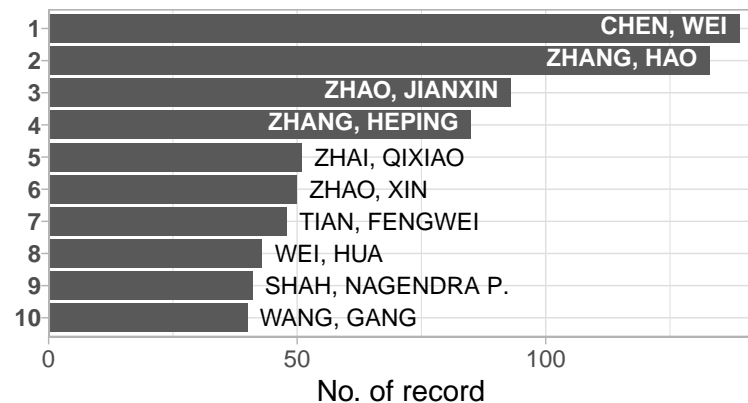 1 CHEN, WEI
2 ZHANG, HAO
3 ZHAO, JIANXIN
4 ZHANG, HEPING
5 ZHAI, QIXIAO
6 ZHAO, XIN
7 TIAN, FENGWEI
8 WEI, HUA
9 SHAH, NAGENDRA P.
10 WANG, GANG
0 50 100
No. of record